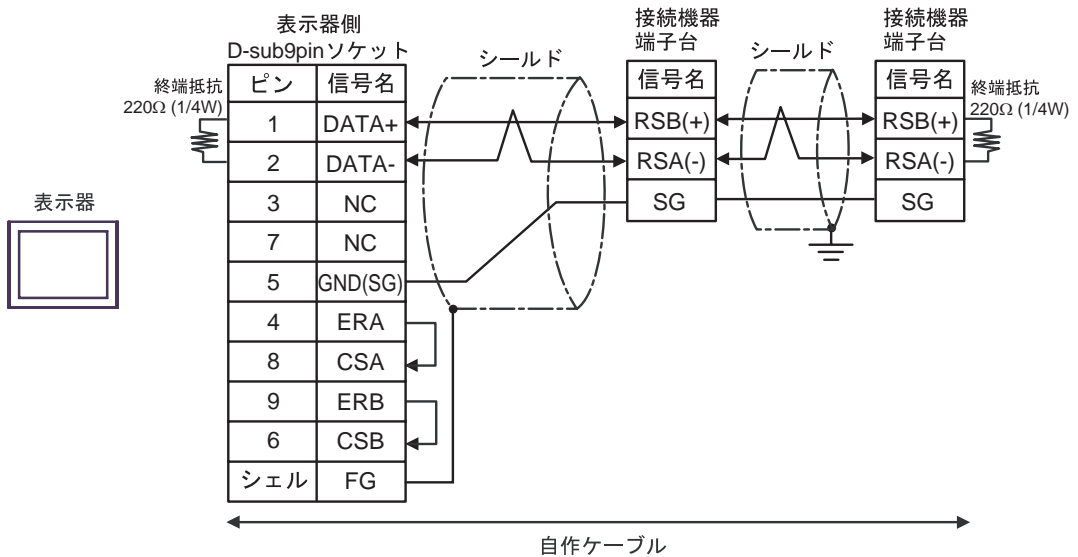 表示器側
D-sub9pinソケット
接続機器
端子台
接続機器
端子台
シールド
シールド
終端抵抗
220Ω (1/4W)
終端抵抗
220Ω (1/4W)
ピン 信号名
1 DATA+
2 DATA-
3 NC
7 NC
5 GND(SG)
4 ERA
8 CSA
9 ERB
6 CSB
シェル FG
信号名
RSB(+)
RSA(-)
SG
信号名
RSB(+)
RSA(-)
SG
表示器
自作ケーブル